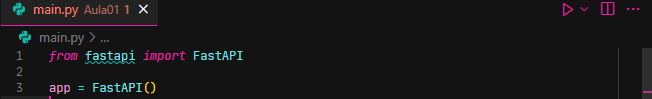 main.py Aula01 1
main.py > ...
1 from fastapi import FastAPI
2
3 app = FastAPI()